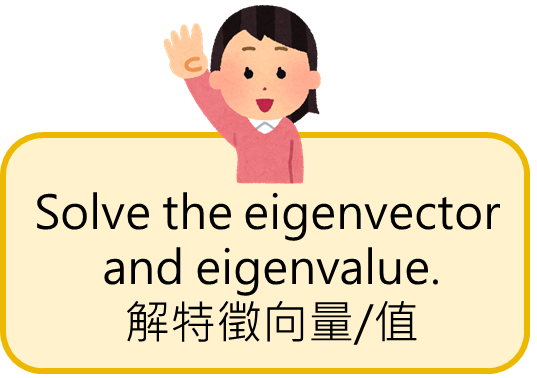 Solve the eigenvector
and eigenvalue.
解特徵向量/值